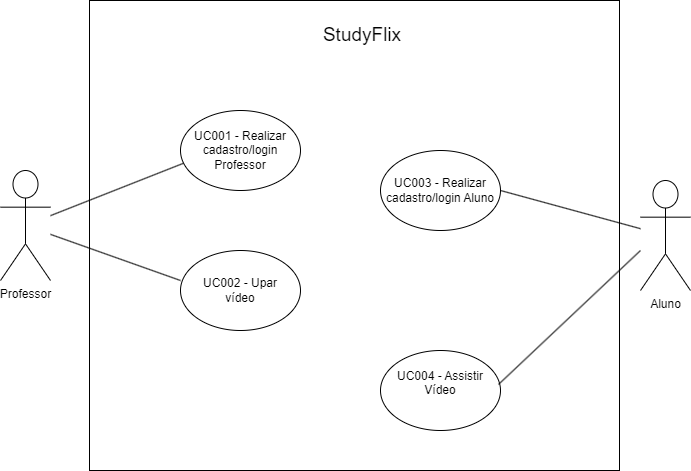 StudyFlix
UC001 - Realizar
cadastro/login
Professor
UC003 - Realizar
cadastro/login Aluno
UC002 - Upar
vídeo
Professor
Aluno
UC004 - Assistir
Vídeo